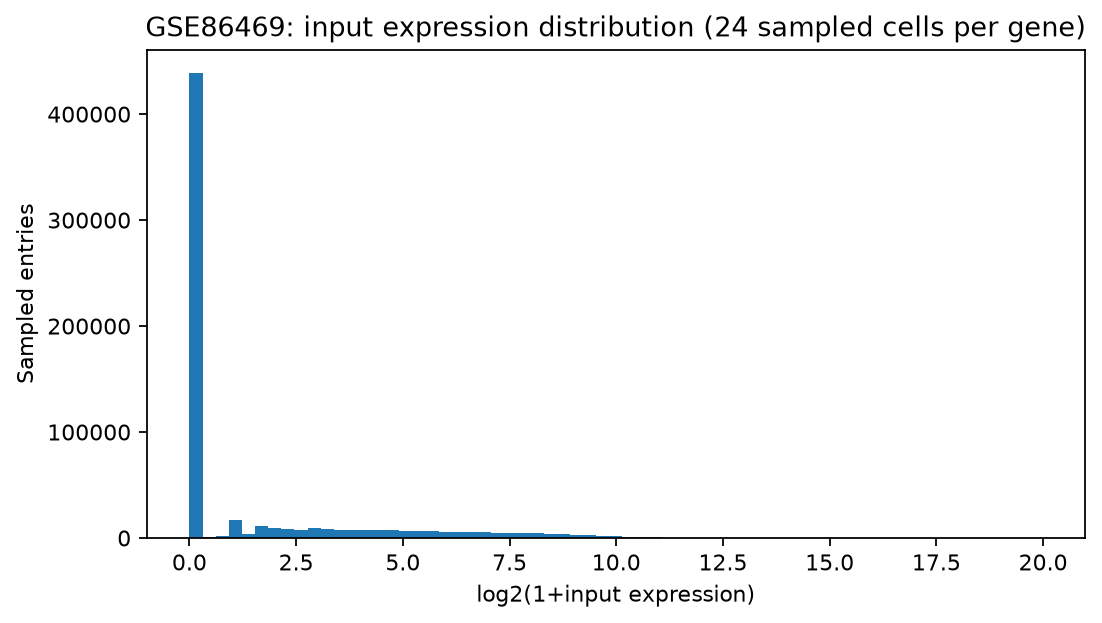 GSE86469: input expression distribution (24 sampled cells per gene)
Sampled entries
400000
300000
200000
100000
0
0.0 2.5 5.0 7.5 10.0 12.5 15.0 17.5 20.0
log2(1+input expression)